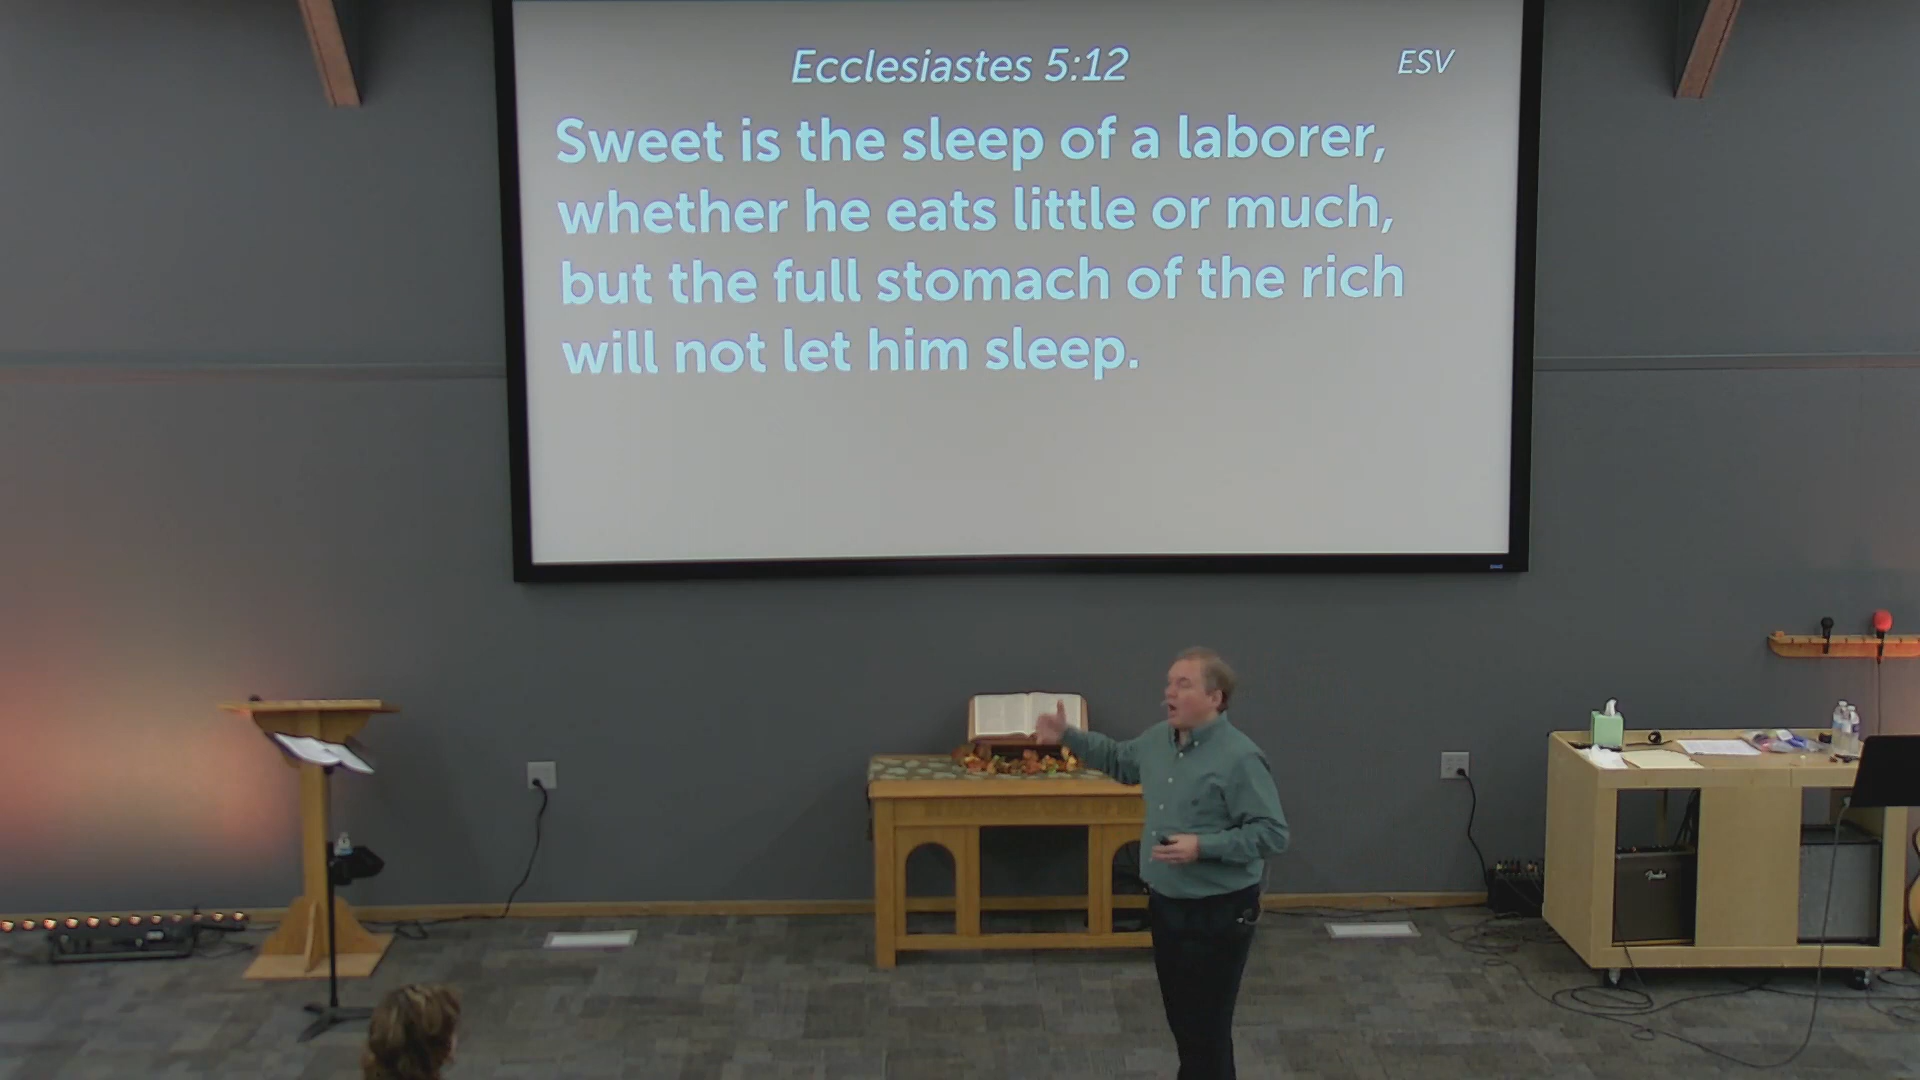 Ecclesiastes 5:12
ESV
Sweet is the sleep of a laborer,
whether he eats little or much,
but the full stomach of the rich
will not let him sleep.
Fender